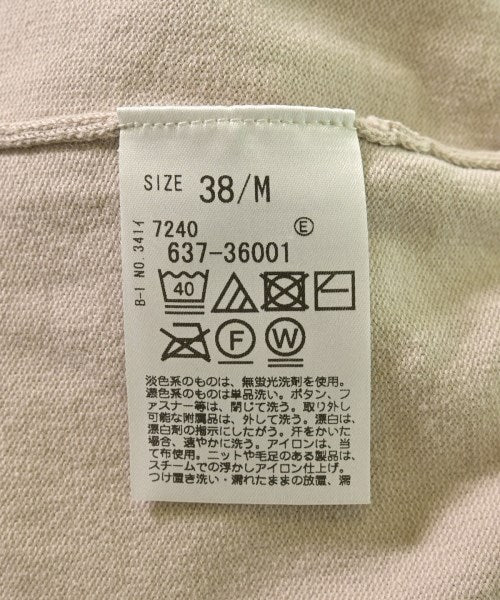 SIZE 38/M
7240 Ⓔ
637-36001
B-1 NO.341イ
40
F W
淡色系のものは、無蛍光洗剤を使用。
濃色系のものは単品洗い。ボタン、フ
ァスナー等は、閉じて洗う。取り外し
可能な附属品は、外して洗う。漂白は、
漂白剤の指示にしたがう。汗をかいた
場合、速やかに洗う。アイロンは、当
て布使用。ニットや毛足のある製品は、
スチームでの浮かしアイロン仕上げ。
つけ置き洗い・濡れたままの放置、濡